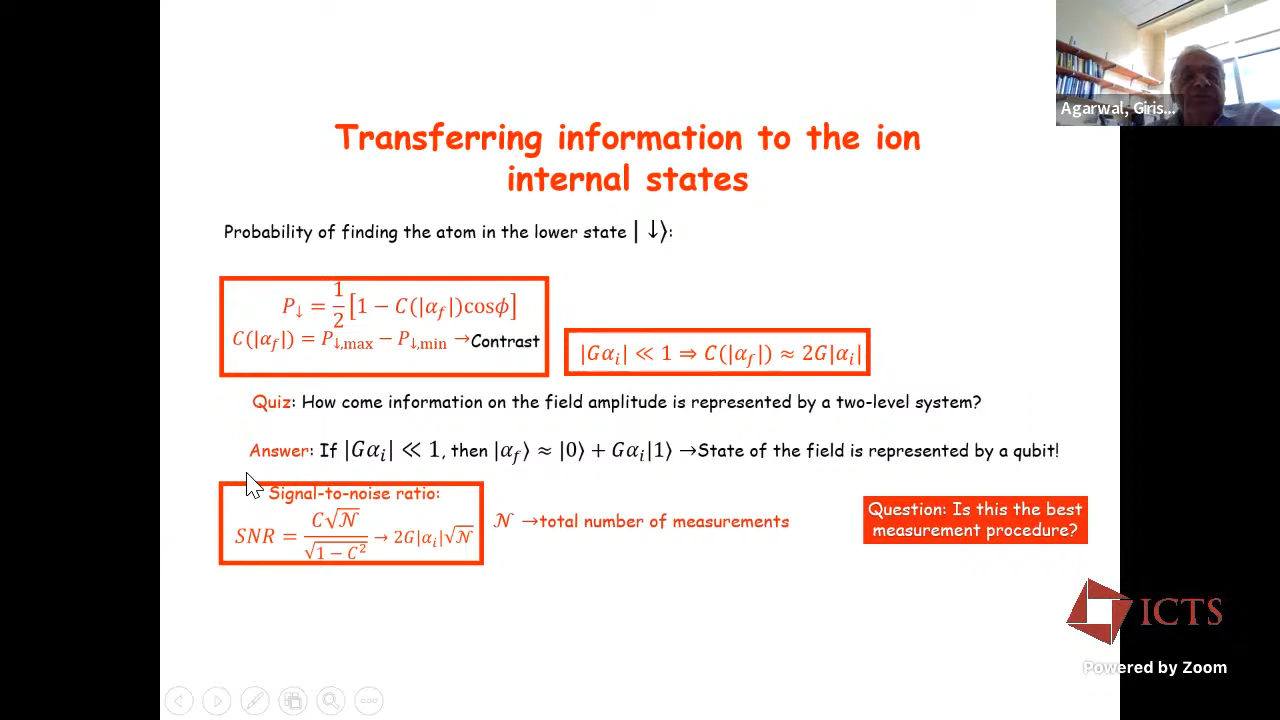 Agarwal, Giris...
Transferring information to the ion
internal states
Probability of finding the atom in the lower state | ↓⟩:
P↓ = 1/2 [1 − C(|α_f|)cosϕ]
C(|α_f|) = P↓,max − P↓,min →Contrast
|Gα_i| ≪ 1 ⇒ C(|α_f|) ≈ 2G|α_i|
Quiz: How come information on the field amplitude is represented by a two-level system?
Answer: If |Gα_i| ≪ 1, then |α_f⟩ ≈ |0⟩ + Gα_i|1⟩ →State of the field is represented by a qubit!
Signal-to-noise ratio:
SNR = C√𝒩 / √(1 − C²) → 2G|α_i|√𝒩
𝒩 →total number of measurements
Question: Is this the best
measurement procedure?
ICTS
Powered by Zoom